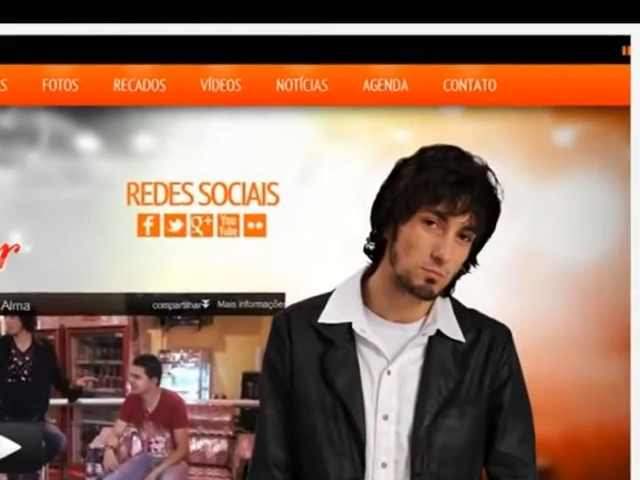 FOTOS RECADOS VÍDEOS NOTÍCIAS AGENDA CONTATO
REDES SOCIAIS
f g+ You Tube
r
Alma compartilhar Mais informações